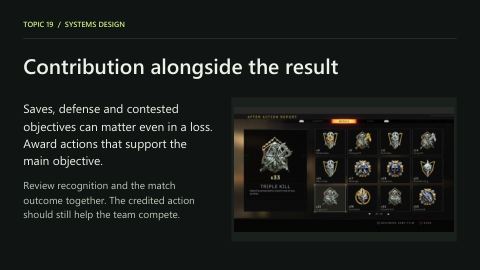 TOPIC 19 / SYSTEMS DESIGN
Contribution alongside the result
Saves, defense and contested
objectives can matter even in a loss.
Award actions that support the
main objective.
Review recognition and the match
outcome together. The credited action
should still help the team compete.
AFTER ACTION REPORT
x33
TRIPLE KILL